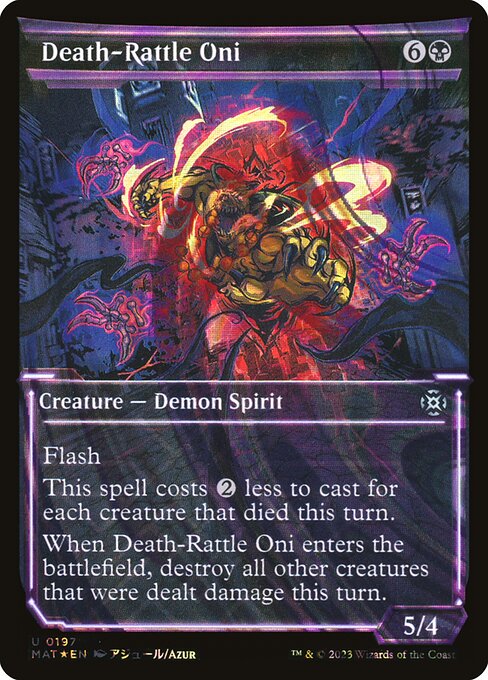 Death-Rattle Oni 6
Creature — Demon Spirit
Flash
This spell costs 2 less to cast for
each creature that died this turn.
When Death-Rattle Oni enters the
battlefield, destroy all other creatures
that were dealt damage this turn.
5/4
U 0197
MAT★EN アジュール/AZUR
™ & © 2023 Wizards of the Coast